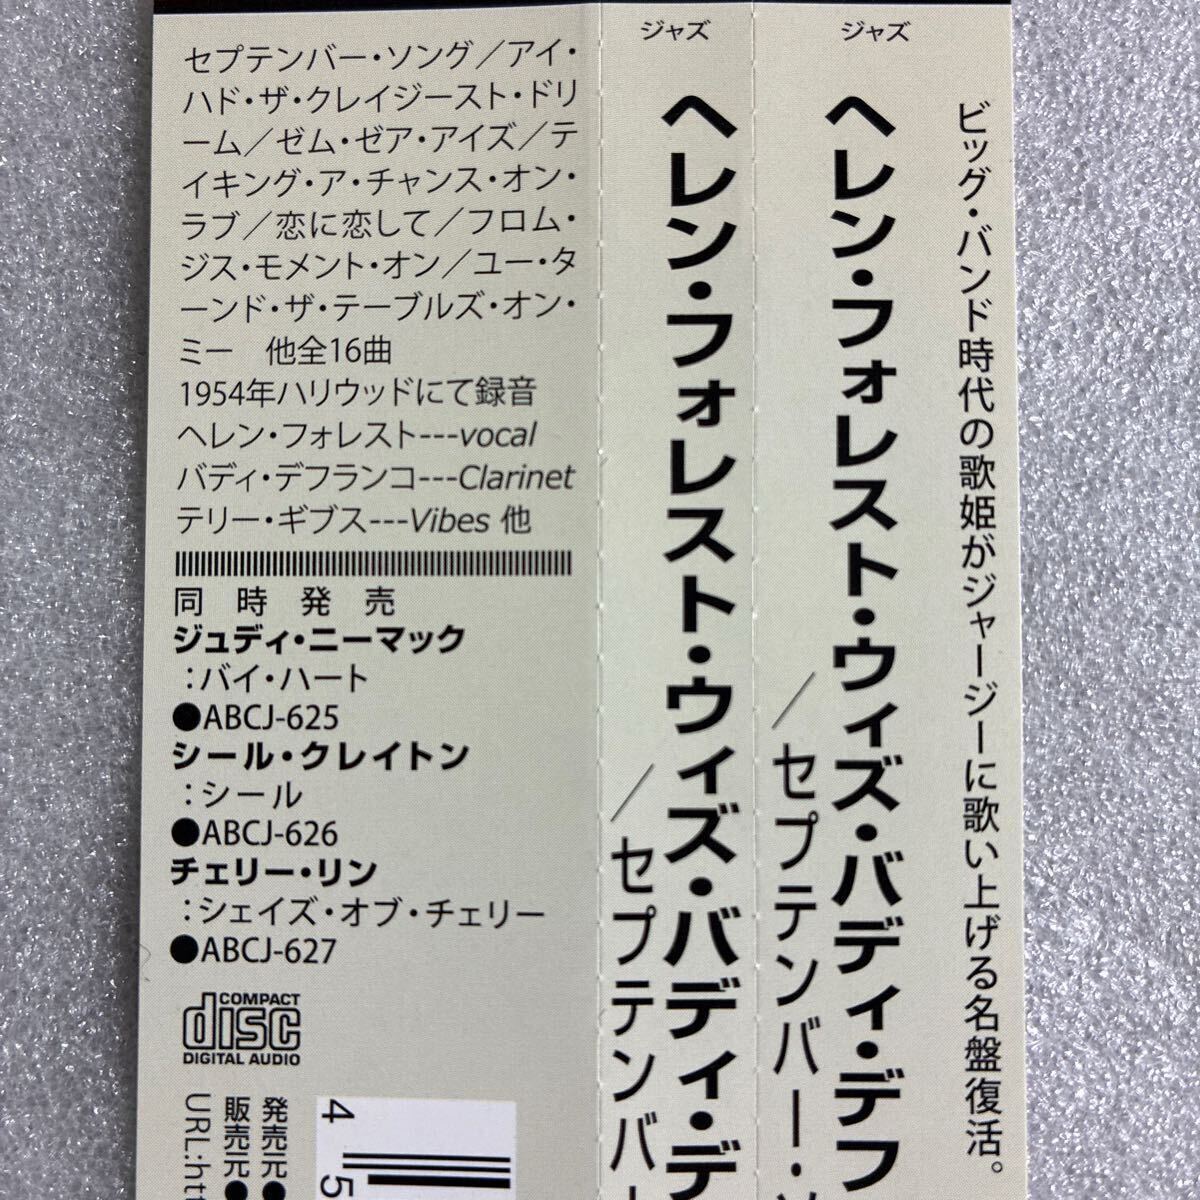 ビッグ・バンド時代の歌姫がジャージーに歌い上げる名盤復活。
ジャズ
ヘレン・フォレスト・ウィズ・バディ・デフ
／セプテンバー・ソ
ジャズ
ヘレン・フォレスト・ウィズ・バディ・デ
／セプテンバー
セプテンバー・ソング／アイ・
ハド・ザ・クレイジースト・ドリ
ーム／ゼム・ゼア・アイズ／テ
イキング・ア・チャンス・オン・
ラブ／恋に恋して／フロム・
ジス・モメント・オン／ユー・タ
ーンド・ザ・テーブルズ・オン・
ミー　他全16曲
1954年ハリウッドにて録音
ヘレン・フォレスト---vocal
バディ・デフランコ---Clarinet
テリー・ギブス---Vibes 他
同　時　発　売
ジュディ・ニーマック
：バイ・ハート
●ABCJ-625
シール・クレイトン
：シール
●ABCJ-626
チェリー・リン
：シェイズ・オブ・チェリー
●ABCJ-627
COMPACT
disc
DIGITAL AUDIO
発売元●
販売元●
URL:htt
4 5